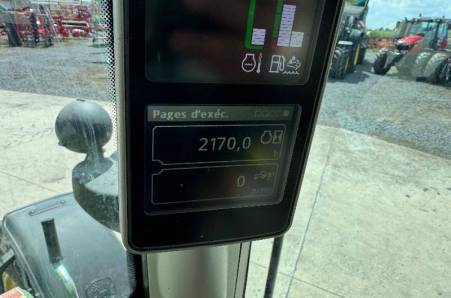 Pages d'exéc.
2170,0
h
0